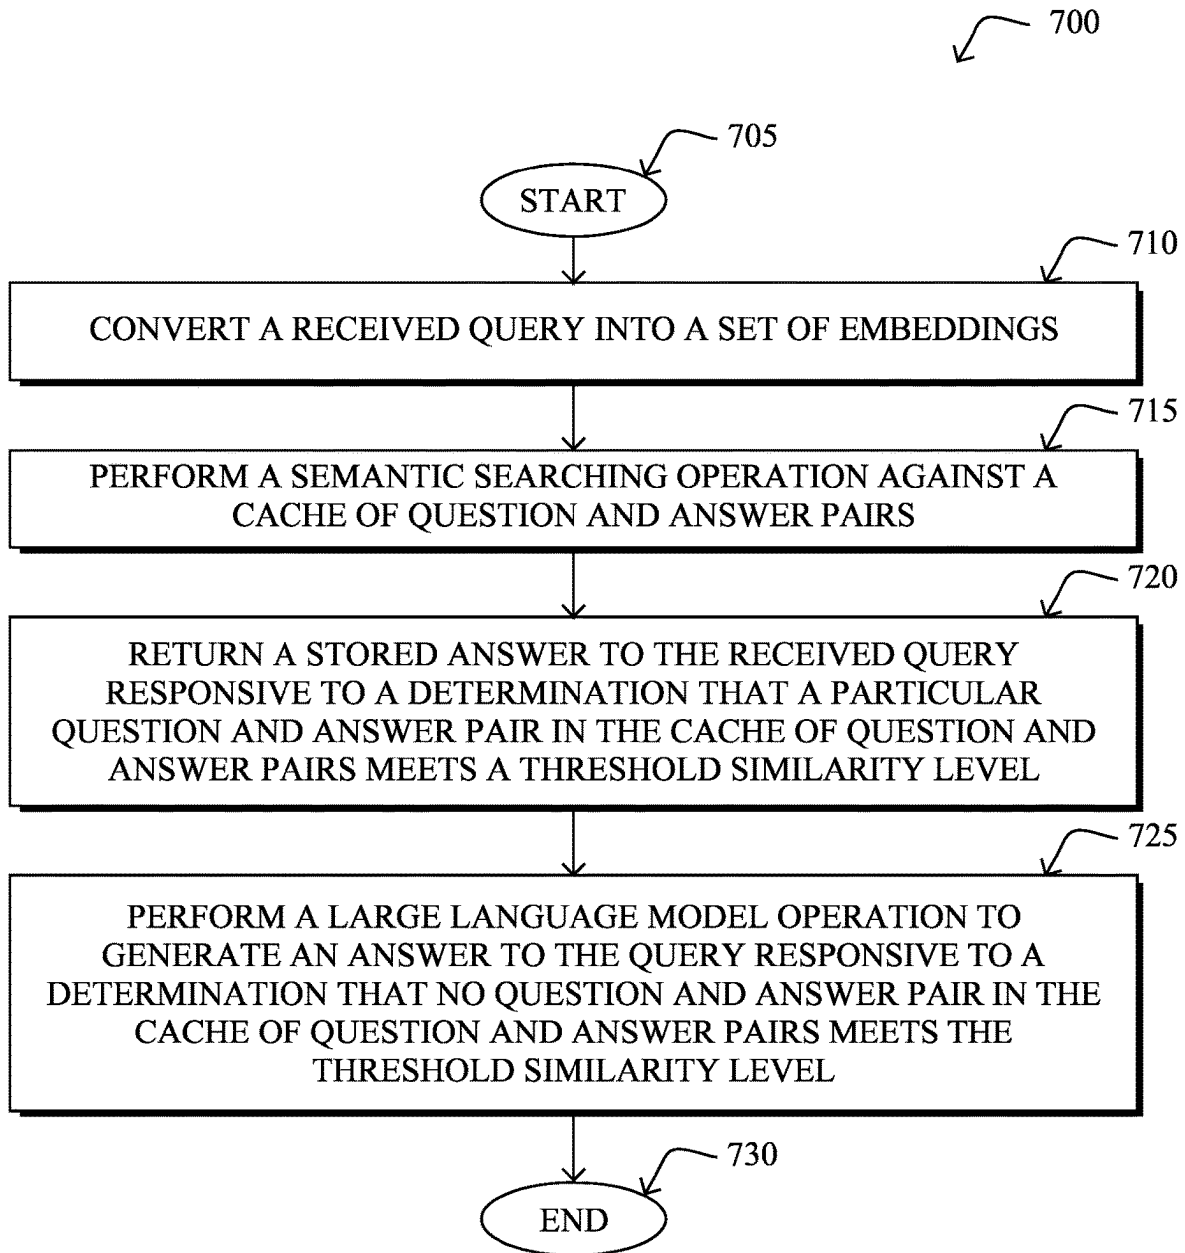 700
705
START
710
CONVERT A RECEIVED QUERY INTO A SET OF EMBEDDINGS
715
PERFORM A SEMANTIC SEARCHING OPERATION AGAINST A
CACHE OF QUESTION AND ANSWER PAIRS
720
RETURN A STORED ANSWER TO THE RECEIVED QUERY
RESPONSIVE TO A DETERMINATION THAT A PARTICULAR
QUESTION AND ANSWER PAIR IN THE CACHE OF QUESTION AND
ANSWER PAIRS MEETS A THRESHOLD SIMILARITY LEVEL
725
PERFORM A LARGE LANGUAGE MODEL OPERATION TO
GENERATE AN ANSWER TO THE QUERY RESPONSIVE TO A
DETERMINATION THAT NO QUESTION AND ANSWER PAIR IN THE
CACHE OF QUESTION AND ANSWER PAIRS MEETS THE
THRESHOLD SIMILARITY LEVEL
730
END